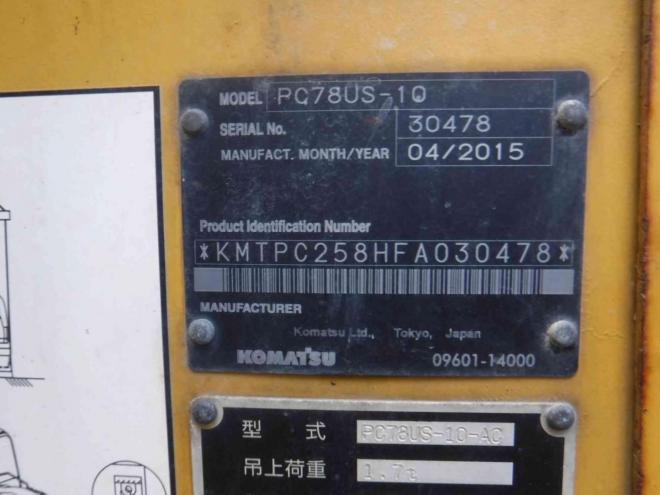 MODEL PC78US-10
SERIAL No. 30478
MANUFACT. MONTH/YEAR 04/2015
Product Identification Number
*KMTPC258HFA030478*
MANUFACTURER
Komatsu Ltd., Tokyo, Japan
KOMATSU 09601-14000
型 式 PC78US-10-AC
吊上荷重 1.7t